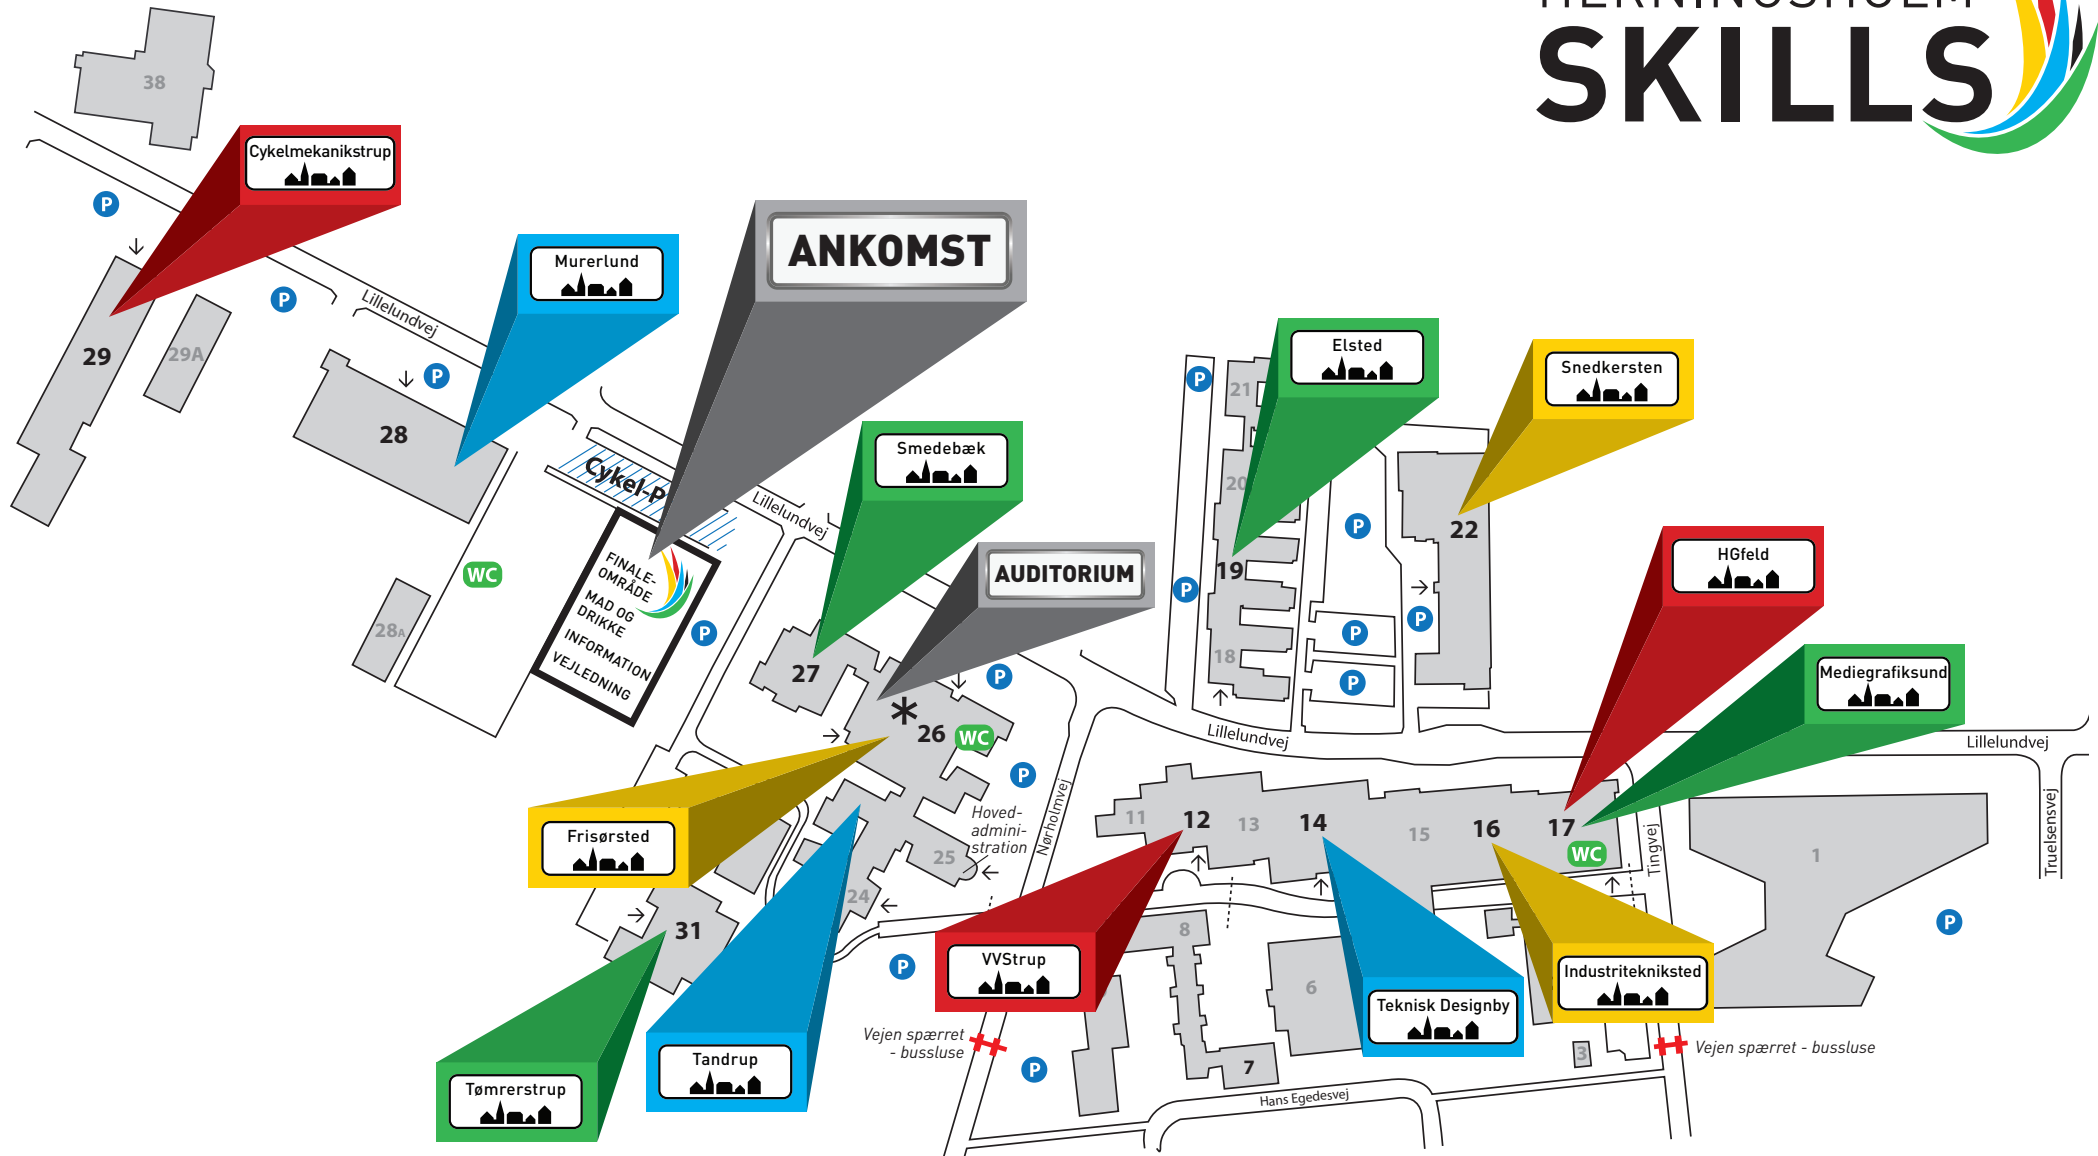 HERNINGSHOLM
SKILLS
38
Cykelmekanikstrup
P
P
29
29A
Lillelundvej
Murerlund
P
28
28A
WC
ANKOMST
Cykel-P
FINALE-
OMRÅDE
MAD OG
DRIKKE
INFORMATION
VEJLEDNING
P
Lillelundvej
Smedebæk
27
AUDITORIUM
*
26
WC
P
P
Elsted
P
P
21
20
19
18
P
P
P
P
Snedkersten
22
HGfeld
Mediegrafiksund
Lillelundvej
Lillelundvej
Truelsensvej
Tingvej
Nørholmvej
Hoved-
admini-
stration
25
24
Frisørsted
31
Tømrerstrup
Tandrup
11
12
13
14
15
16
17
WC
1
P
VVStrup
8
6
7
3
Teknisk Designby
Industritekniksted
P
P
Vejen spærret
- bussluse
Vejen spærret - bussluse
Hans Egedesvej